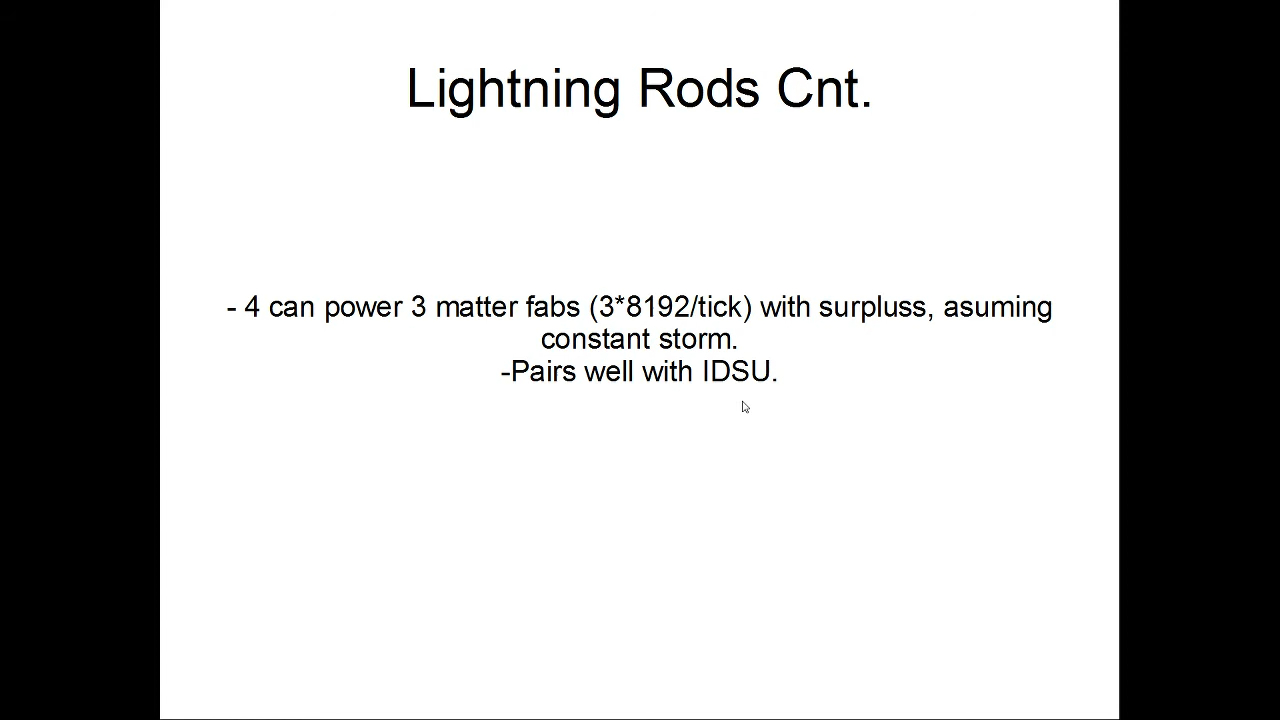 Lightning Rods Cnt.
- 4 can power 3 matter fabs (3*8192/tick) with surpluss, asuming
constant storm.
-Pairs well with IDSU.